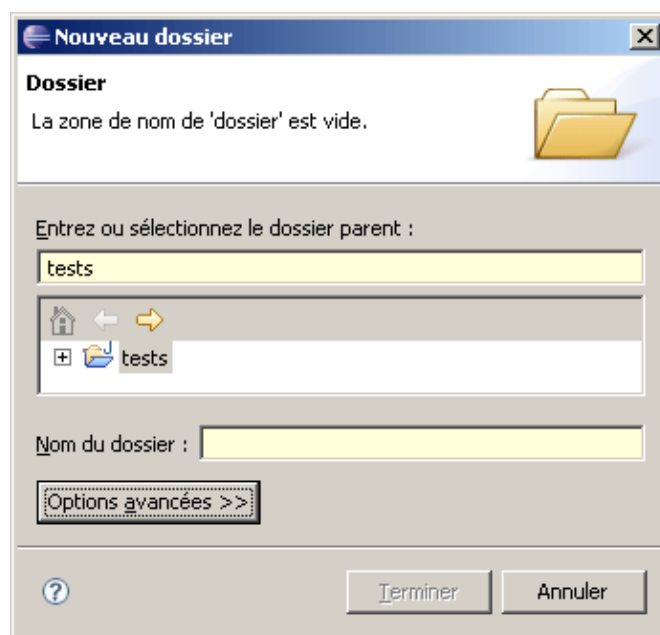 Nouveau dossier
Dossier
La zone de nom de 'dossier' est vide.
Entrez ou sélectionnez le dossier parent :
tests
tests
Nom du dossier :
Options avancées >>
Terminer
Annuler